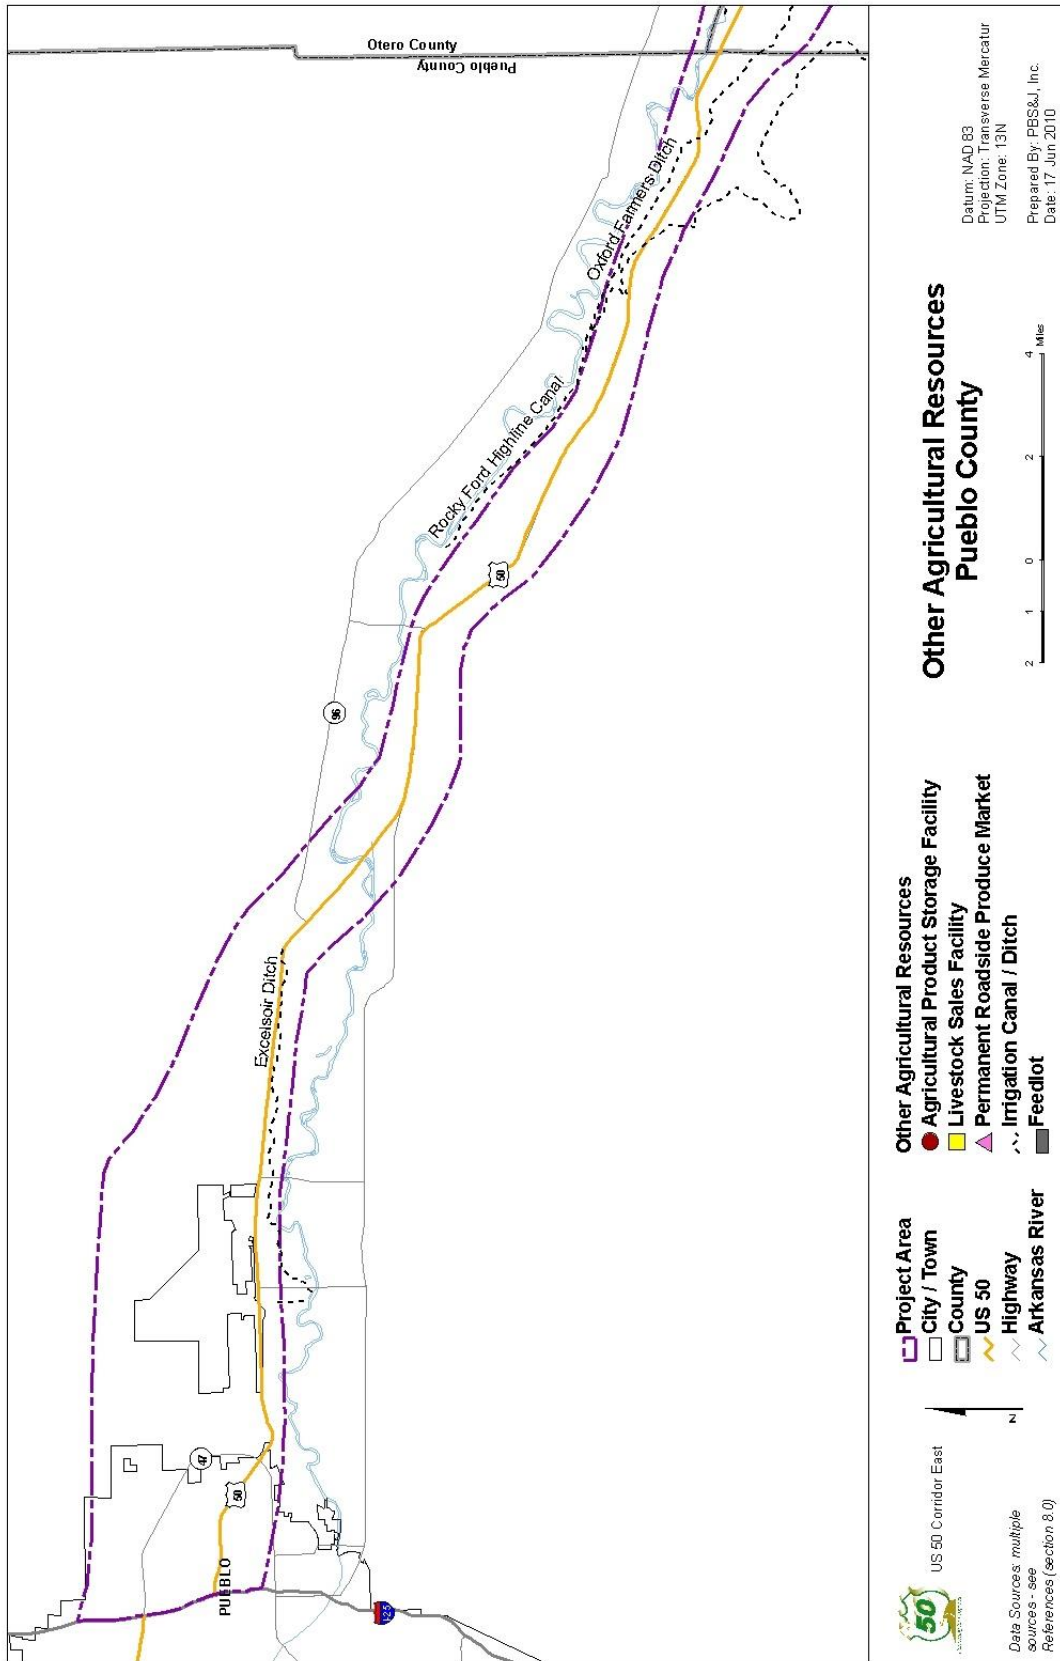 Otero County
Pueblo County
Oxford Farmers Ditch
Rocky Ford Highline Canal
50
96
Excelsoir Ditch
47
50
PUEBLO
I-25
50
US 50 Corridor East
Data Sources: multiple
sources - see
References (section 8.0)
N
Project Area
City / Town
County
US 50
Highway
Arkansas River
Other Agricultural Resources
Agricultural Product Storage Facility
Livestock Sales Facility
Permanent Roadside Produce Market
Irrigation Canal / Ditch
Feedlot
Other Agricultural Resources
Pueblo County
2 1 0 2 4
Miles
Datum: NAD 83
Projection: Transverse Mercatur
UTM Zone: 13N
Prepared By: PBS&J, Inc.
Date: 17 Jun 2010